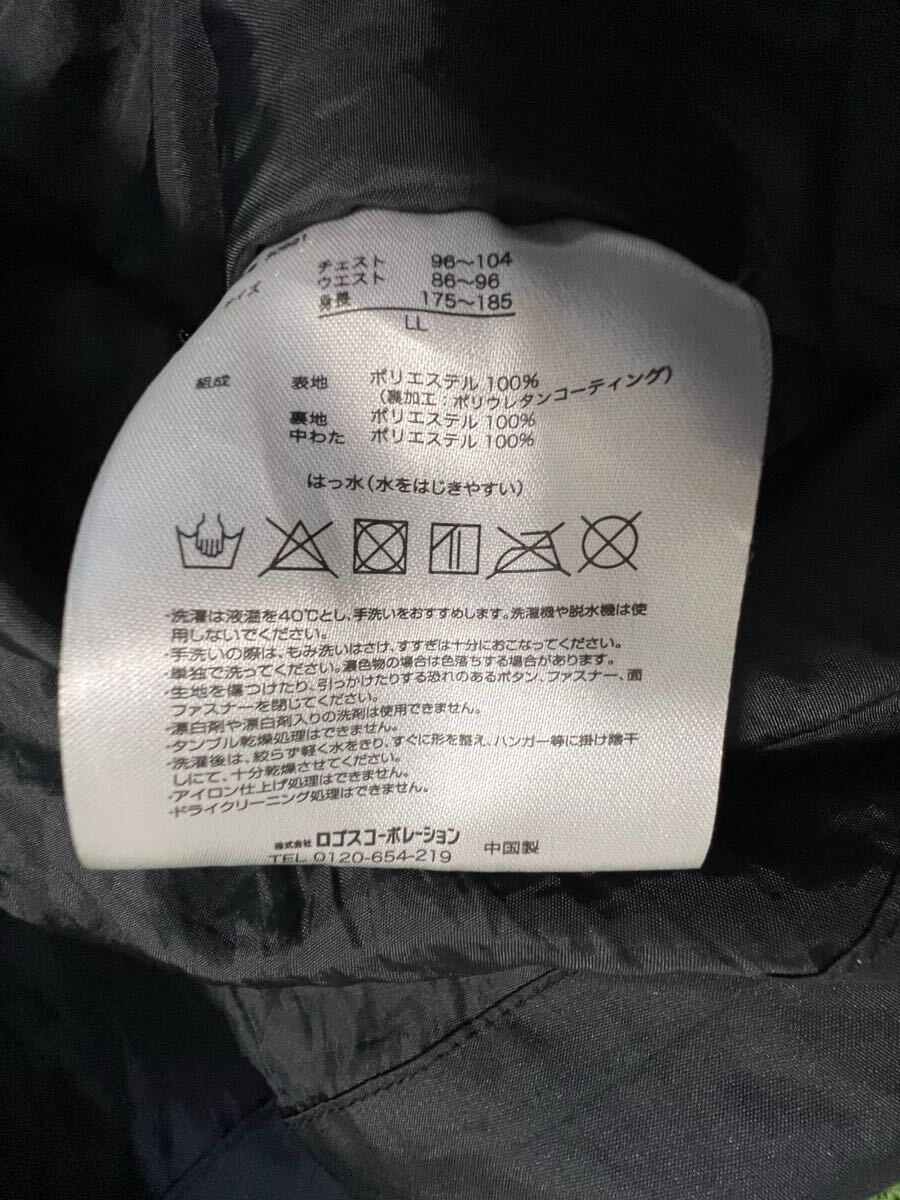 チェスト 96〜104
ウエスト 86〜96
身長 175〜185
LL
組成 表地 ポリエステル 100%
(裏加工:ポリウレタンコーティング)
裏地 ポリエステル 100%
中わた ポリエステル 100%
はっ水(水をはじきやすい)
・洗濯は液温を40℃とし、手洗いをおすすめします。洗濯機や脱水機は使
用しないでください。
・手洗いの際は、もみ洗いはさけ、すすぎは十分におこなってください。
・単独で洗ってください。濃色物の場合は色落ちする場合があります。
・生地を傷つけたり、引っかけたりする恐れのあるボタン、ファスナー、面
ファスナーを閉じてください。
・漂白剤や漂白剤入りの洗剤は使用できません。
・タンブル乾燥処理はできません。
・洗濯後は、絞らず軽く水をきり、すぐに形を整え、ハンガー等に掛け陰干
しにて、十分乾燥させてください。
・アイロン仕上げ処理はできません。
・ドライクリーニング処理はできません。
株式会社 ロゴスコーポレーション
TEL 0120-654-219 中国製